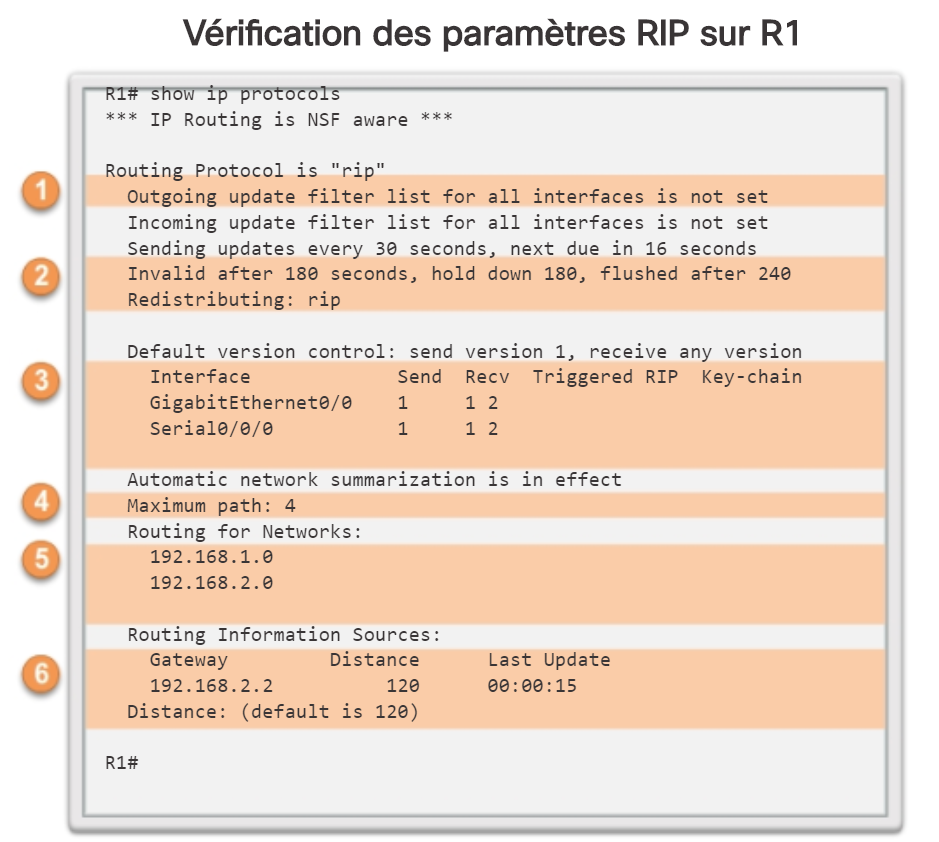 Vérification des paramètres RIP sur R1
R1# show ip protocols
*** IP Routing is NSF aware ***
Routing Protocol is "rip"
1
Outgoing update filter list for all interfaces is not set
Incoming update filter list for all interfaces is not set
Sending updates every 30 seconds, next due in 16 seconds
2
Invalid after 180 seconds, hold down 180, flushed after 240
Redistributing: rip
Default version control: send version 1, receive any version
3
Interface Send Recv Triggered RIP Key-chain
GigabitEthernet0/0 1 1 2
Serial0/0/0 1 1 2
Automatic network summarization is in effect
4
Maximum path: 4
Routing for Networks:
5
192.168.1.0
192.168.2.0
Routing Information Sources:
6
Gateway Distance Last Update
192.168.2.2 120 00:00:15
Distance: (default is 120)
R1#